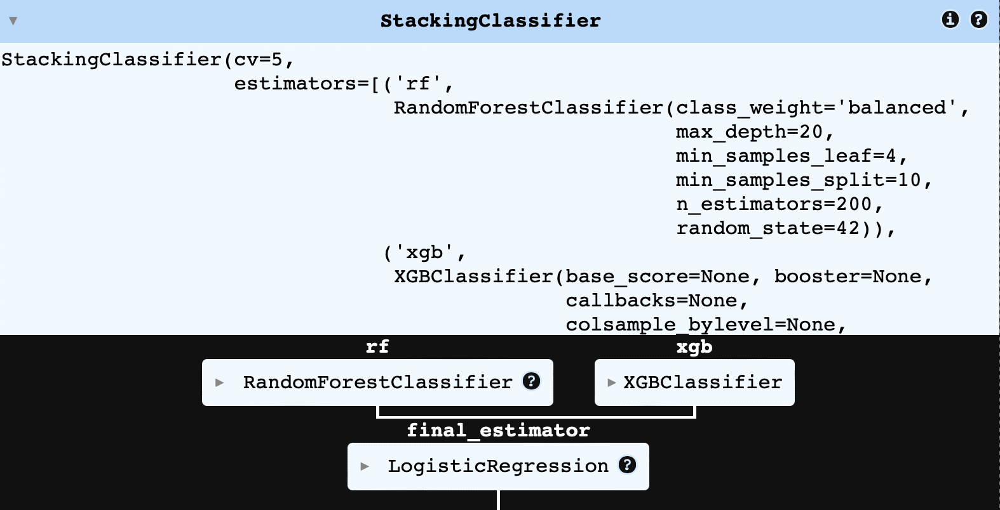 StackingClassifier
StackingClassifier(cv=5,
estimators=[('rf',
RandomForestClassifier(class_weight='balanced',
max_depth=20,
min_samples_leaf=4,
min_samples_split=10,
n_estimators=200,
random_state=42)),
('xgb',
XGBClassifier(base_score=None, booster=None,
callbacks=None,
colsample_bylevel=None,
rf xgb
RandomForestClassifier ? XGBClassifier
final_estimator
LogisticRegression ?